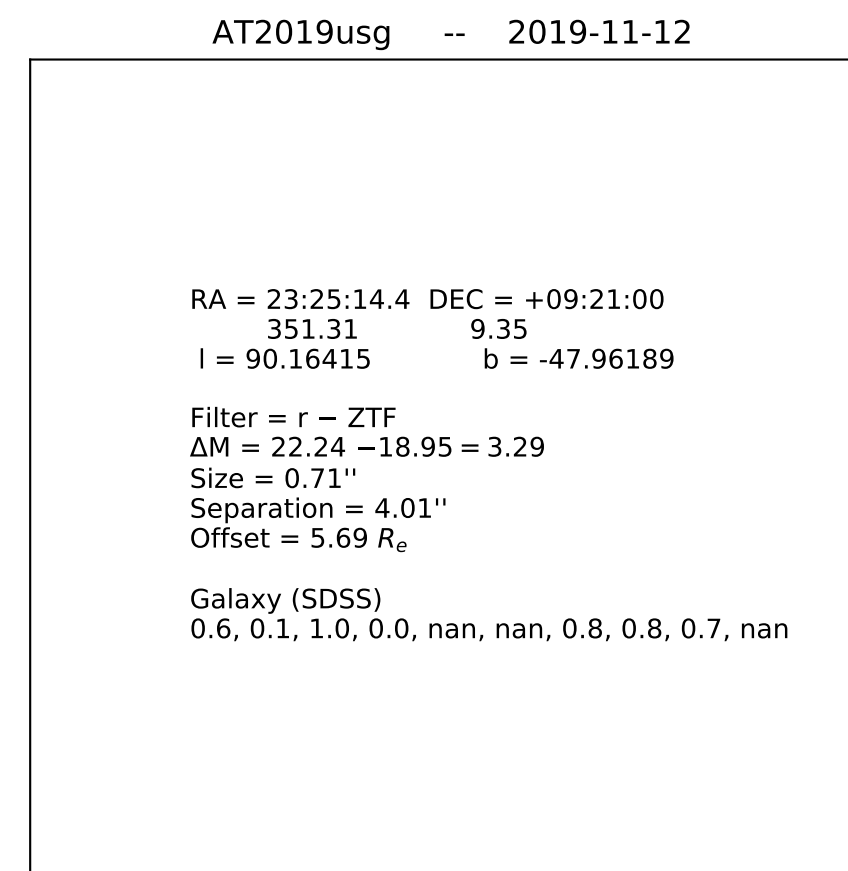 AT2019usg -- 2019-11-12
RA = 23:25:14.4 DEC = +09:21:00
351.31 9.35
l = 90.16415 b = -47.96189
Filter = r − ZTF
ΔM = 22.24 −18.95 = 3.29
Size = 0.71''
Separation = 4.01''
Offset = 5.69 Rₑ
Galaxy (SDSS)
0.6, 0.1, 1.0, 0.0, nan, nan, 0.8, 0.8, 0.7, nan